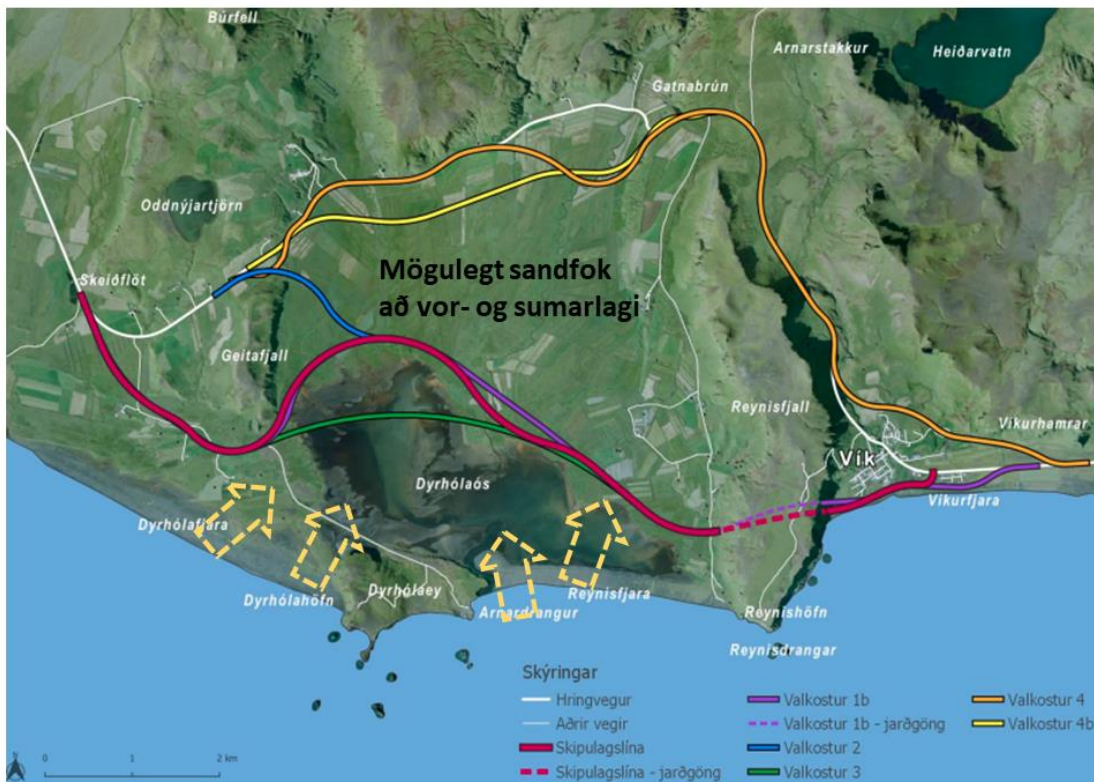 Búrfell
Arnarstakkur
Heiðarvatn
Gatnabrún
Oddnýjartjörn
Mögulegt sandfok
að vor- og sumarlagi
Skeiðflöt
Geitafjall
Reynisfjall
Víkurhamrar
Vík
Dyrhólaós
Víkurfjara
Dyrhólafjara
Dyrhólahöfn
Dyrhólaey
Arnardrangur
Reynisfjara
Reynishöfn
Reynisdrangar
Skýringar
Hringvegur
Aðrir vegir
Skipulagslína
Skipulagslína - jarðgöng
Valkostur 1b
Valkostur 1b - jarðgöng
Valkostur 2
Valkostur 3
Valkostur 4
Valkostur 4b
N
0 1 2 km